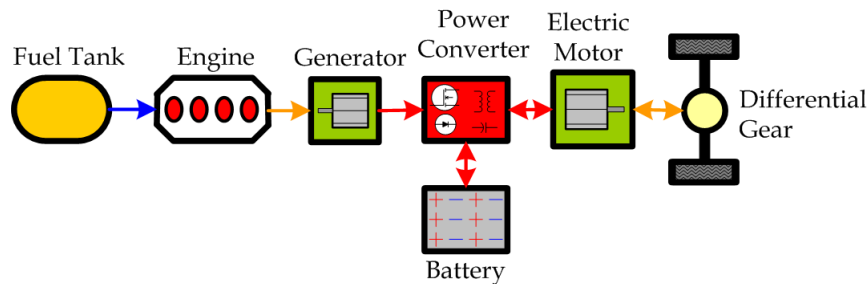 Fuel Tank
Engine
Generator
Power
Converter
Electric
Motor
Differential
Gear
Battery